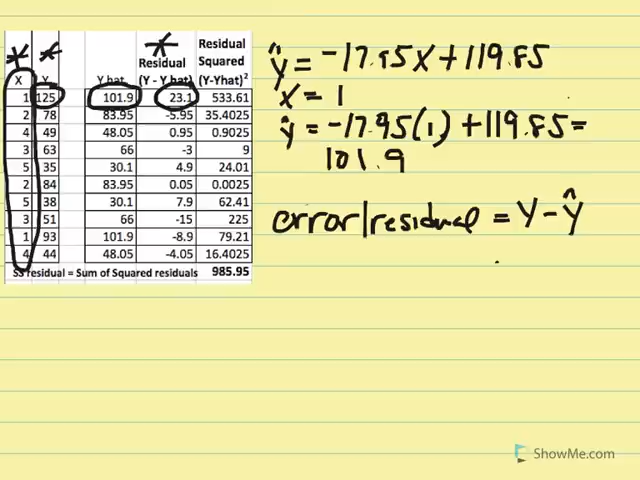 Residual
Residual Squared
X Y Y hat (Y - Y hat) (Y-Yhat)²
1 125 101.9 23.1 533.61
2 78 83.95 -5.95 35.4025
4 49 48.05 0.95 0.9025
3 63 66 -3 9
5 35 30.1 4.9 24.01
2 84 83.95 0.05 0.0025
5 38 30.1 7.9 62.41
3 51 66 -15 225
1 93 101.9 -8.9 79.21
4 44 48.05 -4.05 16.4025
SS residual = Sum of Squared residuals 985.95
ŷ = -17.95x + 119.85
x = 1
ŷ = -17.95(1) + 119.85 =
101.9
error/residual = Y - Ŷ
ShowMe.com